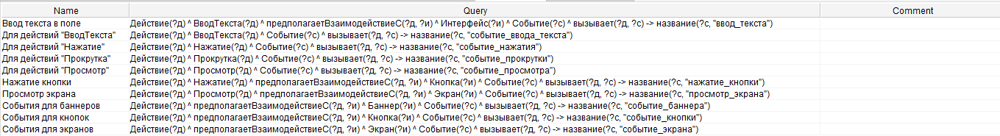 Name Query Comment
Ввод текста в поле Действие(?д) ^ ВводТекста(?д) ^ предполагаетВзаимодействиеС(?д, ?и) ^ Интерфейс(?и) ^ Событие(?с) ^ вызывает(?д, ?с) -> название(?с, "ввод_текста")
Для действий "ВводТекста" Действие(?д) ^ ВводТекста(?д) ^ Событие(?с) ^ вызывает(?д, ?с) -> название(?с, "событие_ввода_текста")
Для действий "Нажатие" Действие(?д) ^ Нажатие(?д) ^ Событие(?с) ^ вызывает(?д, ?с) -> название(?с, "событие_нажатия")
Для действий "Прокрутка" Действие(?д) ^ Прокрутка(?д) ^ Событие(?с) ^ вызывает(?д, ?с) -> название(?с, "событие_прокрутки")
Для действий "Просмотр" Действие(?д) ^ Просмотр(?д) ^ Событие(?с) ^ вызывает(?д, ?с) -> название(?с, "событие_просмотра")
Нажатие кнопки Действие(?д) ^ Нажатие(?д) ^ предполагаетВзаимодействиеС(?д, ?и) ^ Кнопка(?и) ^ Событие(?с) ^ вызывает(?д, ?с) -> название(?с, "нажатие_кнопки")
Просмотр экрана Действие(?д) ^ Просмотр(?д) ^ предполагаетВзаимодействиеС(?д, ?и) ^ Экран(?и) ^ Событие(?с) ^ вызывает(?д, ?с) -> название(?с, "просмотр_экрана")
События для баннеров Действие(?д) ^ предполагаетВзаимодействиеС(?д, ?и) ^ Баннер(?и) ^ Событие(?с) ^ вызывает(?д, ?с) -> название(?с, "событие_баннера")
События для кнопок Действие(?д) ^ предполагаетВзаимодействиеС(?д, ?и) ^ Кнопка(?и) ^ Событие(?с) ^ вызывает(?д, ?с) -> название(?с, "событие_кнопки")
События для экранов Действие(?д) ^ предполагаетВзаимодействиеС(?д, ?и) ^ Экран(?и) ^ Событие(?с) ^ вызывает(?д, ?с) -> название(?с, "событие_экрана")